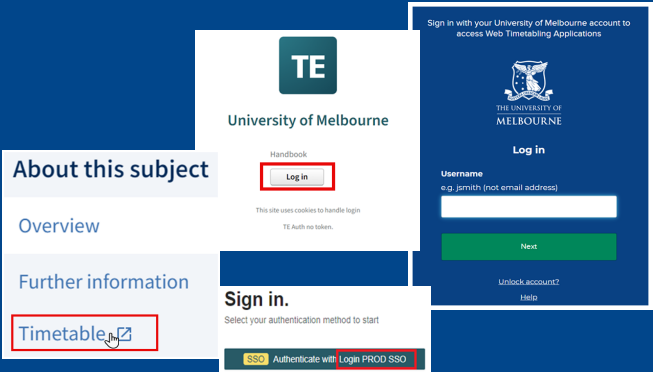 About this subject
Overview
Further information
Timetable
TE
University of Melbourne
Handbook
Log in
This site uses cookies to handle login
TE Auth no token.
Sign in.
Select your authentication method to start
SSO Authenticate with Login PROD SSO
Sign in with your University of Melbourne account to
access Web Timetabling Applications
THE UNIVERSITY OF
MELBOURNE
Log in
Username
e.g. jsmith (not email address)
Next
Unlock account?
Help